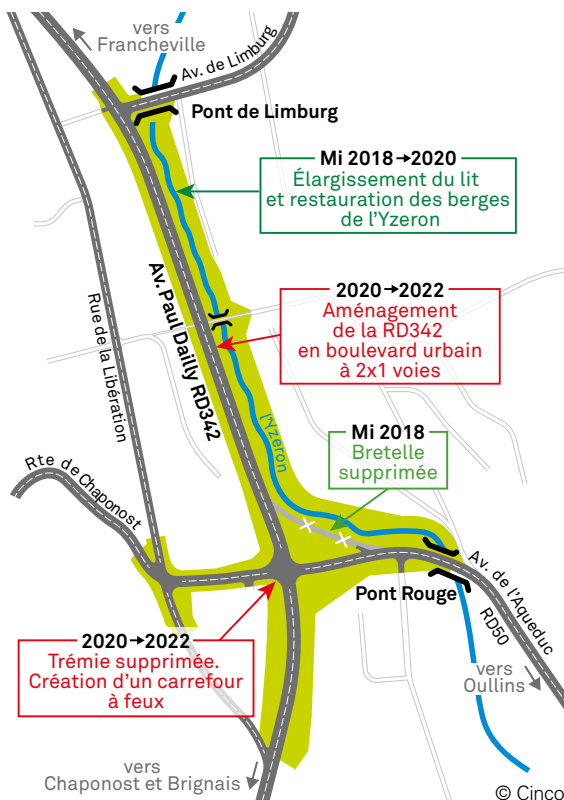 vers
Francheville
Av. de Limburg
Pont de Limburg
Mi 2018→2020
Élargissement du lit
et restauration des berges
de l'Yzeron
Av. Paul Dailly RD342
Rue de la Libération
2020→2022
Aménagement
de la RD342
en boulevard urbain
à 2x1 voies
l'Yzeron
Mi 2018
Bretelle
supprimée
Rte de Chaponost
Pont Rouge
Av. de l'Aqueduc
RD50
vers
Oullins
2020→2022
Trémie supprimée.
Création d'un carrefour
à feux
vers
Chaponost et Brignais
© Cinco